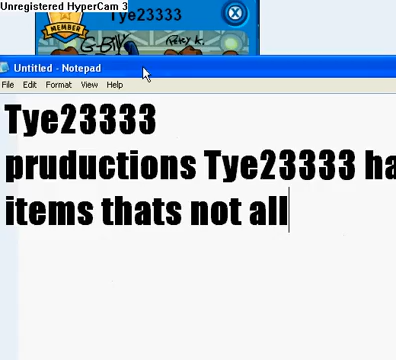 Unregistered HyperCam 3
Tye23333
MEMBER
G-Billy
Untitled - Notepad
File Edit Format View Help
Tye23333
pruductions Tye23333 ha
items thats not all